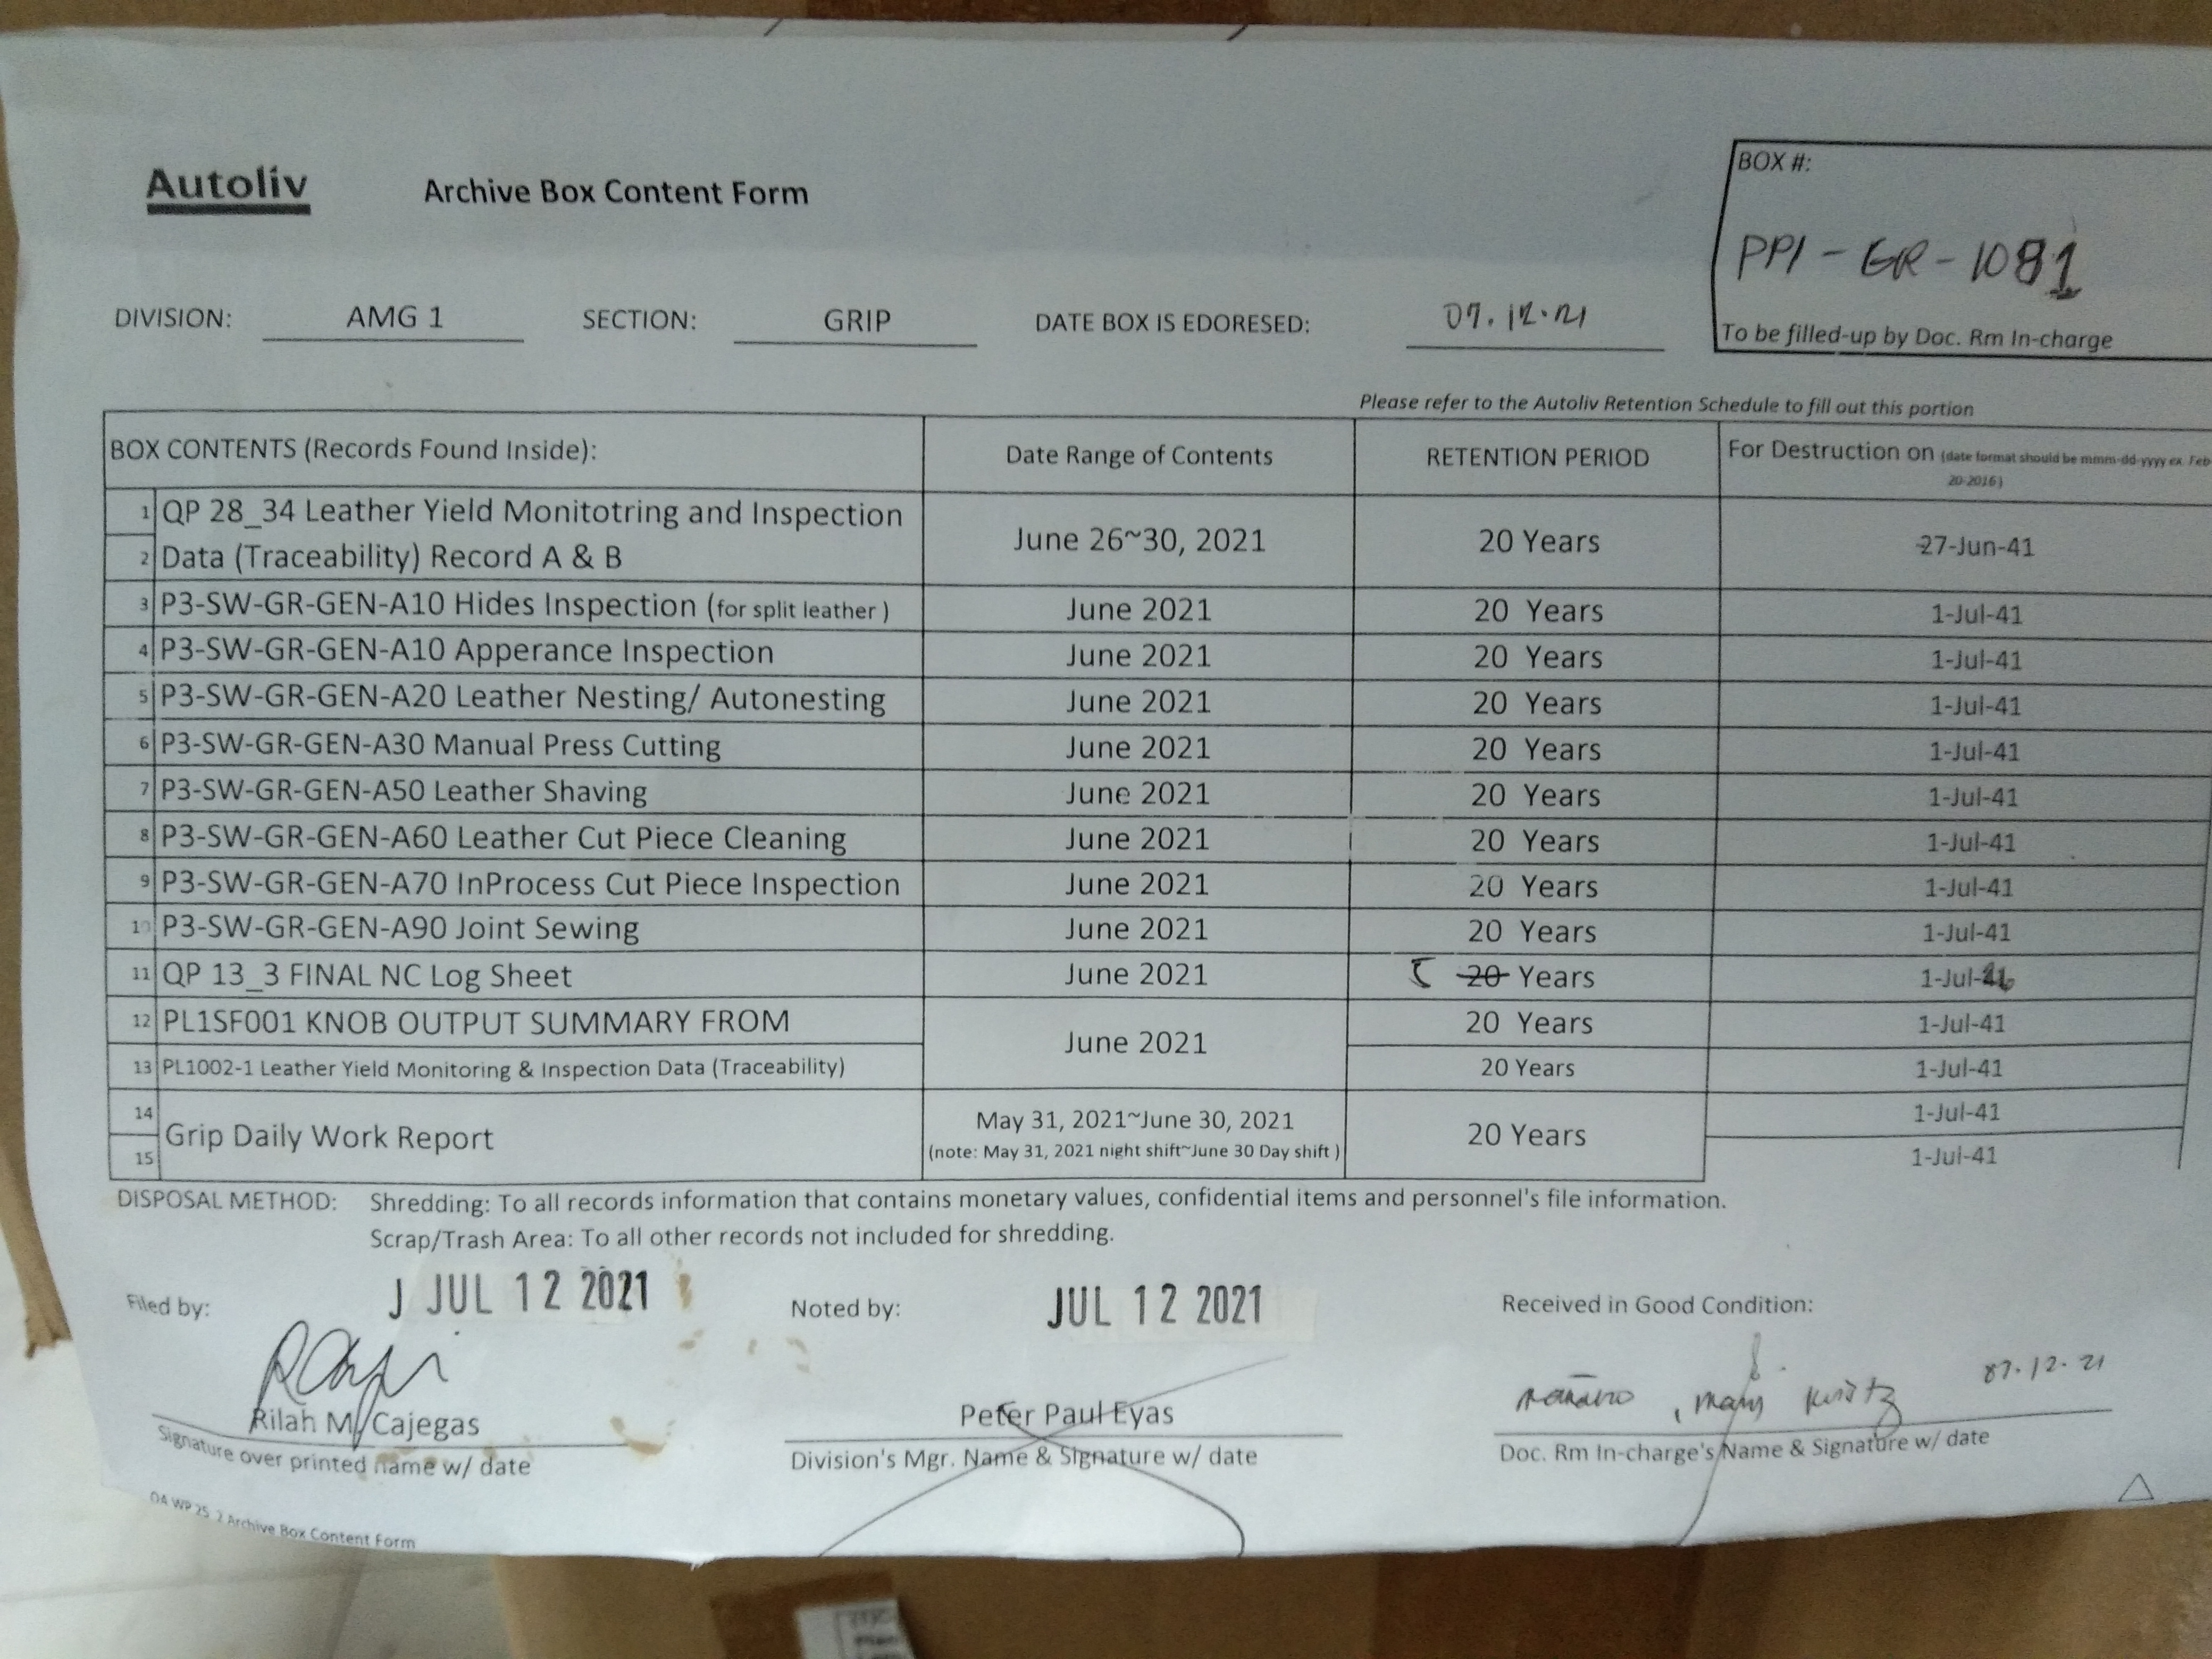 Autoliv
Archive Box Content Form
BOX #:
PPI - GR - 1081
To be filled-up by Doc. Rm In-charge
DIVISION: AMG 1 SECTION: GRIP DATE BOX IS EDORESED: 07.12.21
Please refer to the Autoliv Retention Schedule to fill out this portion
BOX CONTENTS (Records Found Inside): Date Range of Contents RETENTION PERIOD For Destruction on (date format should be mmm-dd-yyyy ex. Feb
20-2016)
1 QP 28_34 Leather Yield Monitotring and Inspection
2 Data (Traceability) Record A & B June 26~30, 2021 20 Years 27-Jun-41
3 P3-SW-GR-GEN-A10 Hides Inspection (for split leather ) June 2021 20 Years 1-Jul-41
4 P3-SW-GR-GEN-A10 Apperance Inspection June 2021 20 Years 1-Jul-41
5 P3-SW-GR-GEN-A20 Leather Nesting/ Autonesting June 2021 20 Years 1-Jul-41
6 P3-SW-GR-GEN-A30 Manual Press Cutting June 2021 20 Years 1-Jul-41
7 P3-SW-GR-GEN-A50 Leather Shaving June 2021 20 Years 1-Jul-41
8 P3-SW-GR-GEN-A60 Leather Cut Piece Cleaning June 2021 20 Years 1-Jul-41
9 P3-SW-GR-GEN-A70 InProcess Cut Piece Inspection June 2021 20 Years 1-Jul-41
10 P3-SW-GR-GEN-A90 Joint Sewing June 2021 20 Years 1-Jul-41
11 QP 13_3 FINAL NC Log Sheet June 2021 5 20 Years 1-Jul-26
12 PL1SF001 KNOB OUTPUT SUMMARY FROM June 2021 20 Years 1-Jul-41
13 PL1002-1 Leather Yield Monitoring & Inspection Data (Traceability) 20 Years 1-Jul-41
14 Grip Daily Work Report May 31, 2021~June 30, 2021 20 Years 1-Jul-41
15 (note: May 31, 2021 night shift~June 30 Day shift ) 1-Jul-41
DISPOSAL METHOD: Shredding: To all records information that contains monetary values, confidential items and personnel's file information.
Scrap/Trash Area: To all other records not included for shredding.
Filed by: J JUL 12 2021 Noted by: JUL 12 2021 Received in Good Condition:
Rilah M. Cajegas Peter Paul Eyas 07.12.21
Signature over printed name w/ date Division's Mgr. Name & Signature w/ date Doc. Rm In-charge's Name & Signature w/ date
OA WP 25_2 Archive Box Content Form